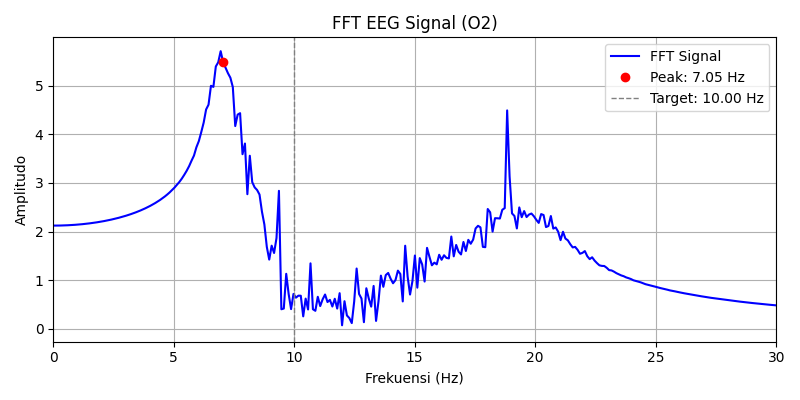 FFT EEG Signal (O2)
FFT Signal
Peak: 7.05 Hz
Target: 10.00 Hz
Amplitudo
5
4
3
2
1
0
0 5 10 15 20 25 30
Frekuensi (Hz)